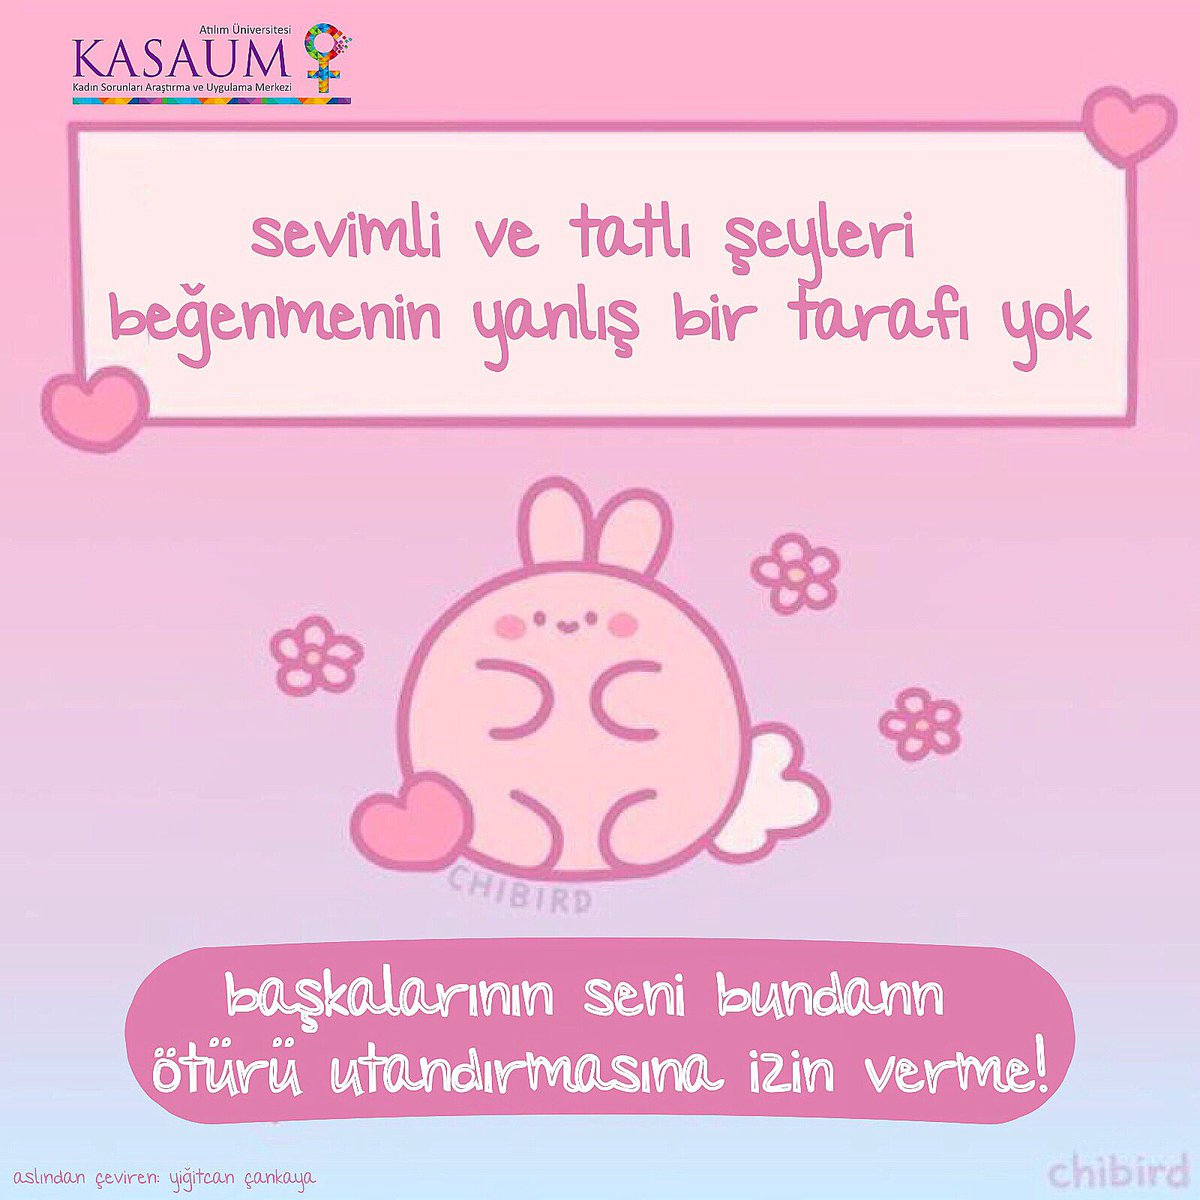 Atılım Üniversitesi
KASAUM
Kadın Sorunları Araştırma ve Uygulama Merkezi
sevimli ve tatlı şeyleri
beğenmenin yanlış bir tarafı yok
CHIBIRD
başkalarının seni bundann
ötürü utandırmasına izin verme!
aslından çeviren: yiğitcan çankaya
chibird